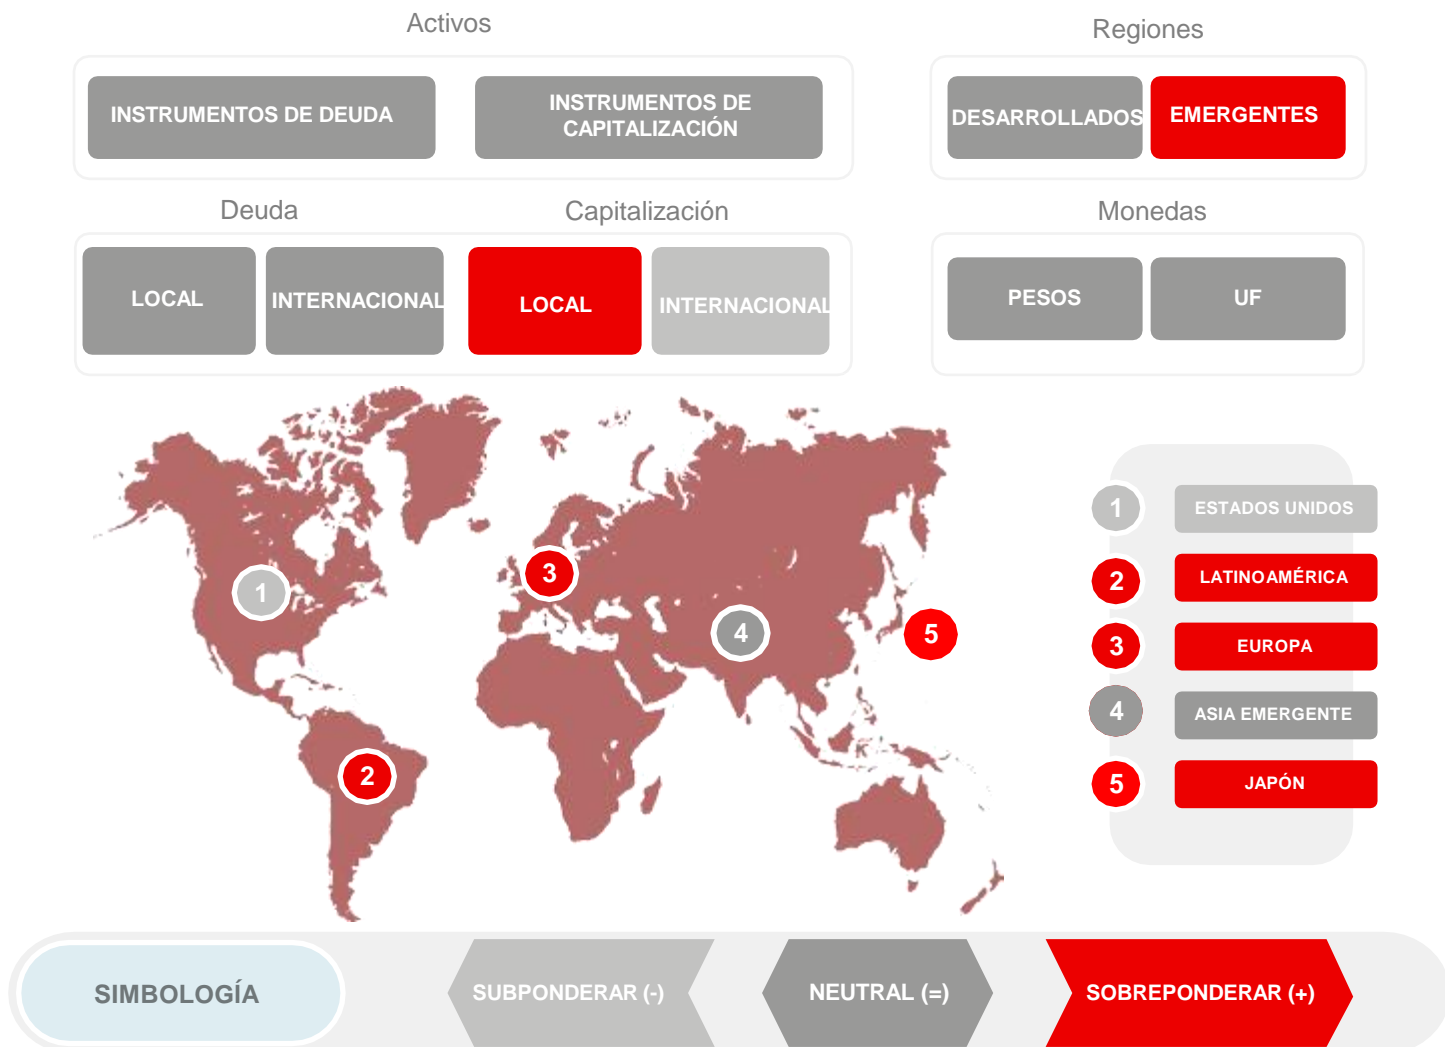 Activos
Regiones
INSTRUMENTOS DE DEUDA
INSTRUMENTOS DE
CAPITALIZACIÓN
DESARROLLADOS
EMERGENTES
Deuda
Capitalización
Monedas
LOCAL
INTERNACIONAL
LOCAL
INTERNACIONAL
PESOS
UF
1
2
3
4
5
1
ESTADOS UNIDOS
2
LATINOAMÉRICA
3
EUROPA
4
ASIA EMERGENTE
5
JAPÓN
SIMBOLOGÍA
SUBPONDERAR (-)
NEUTRAL (=)
SOBREPONDERAR (+)